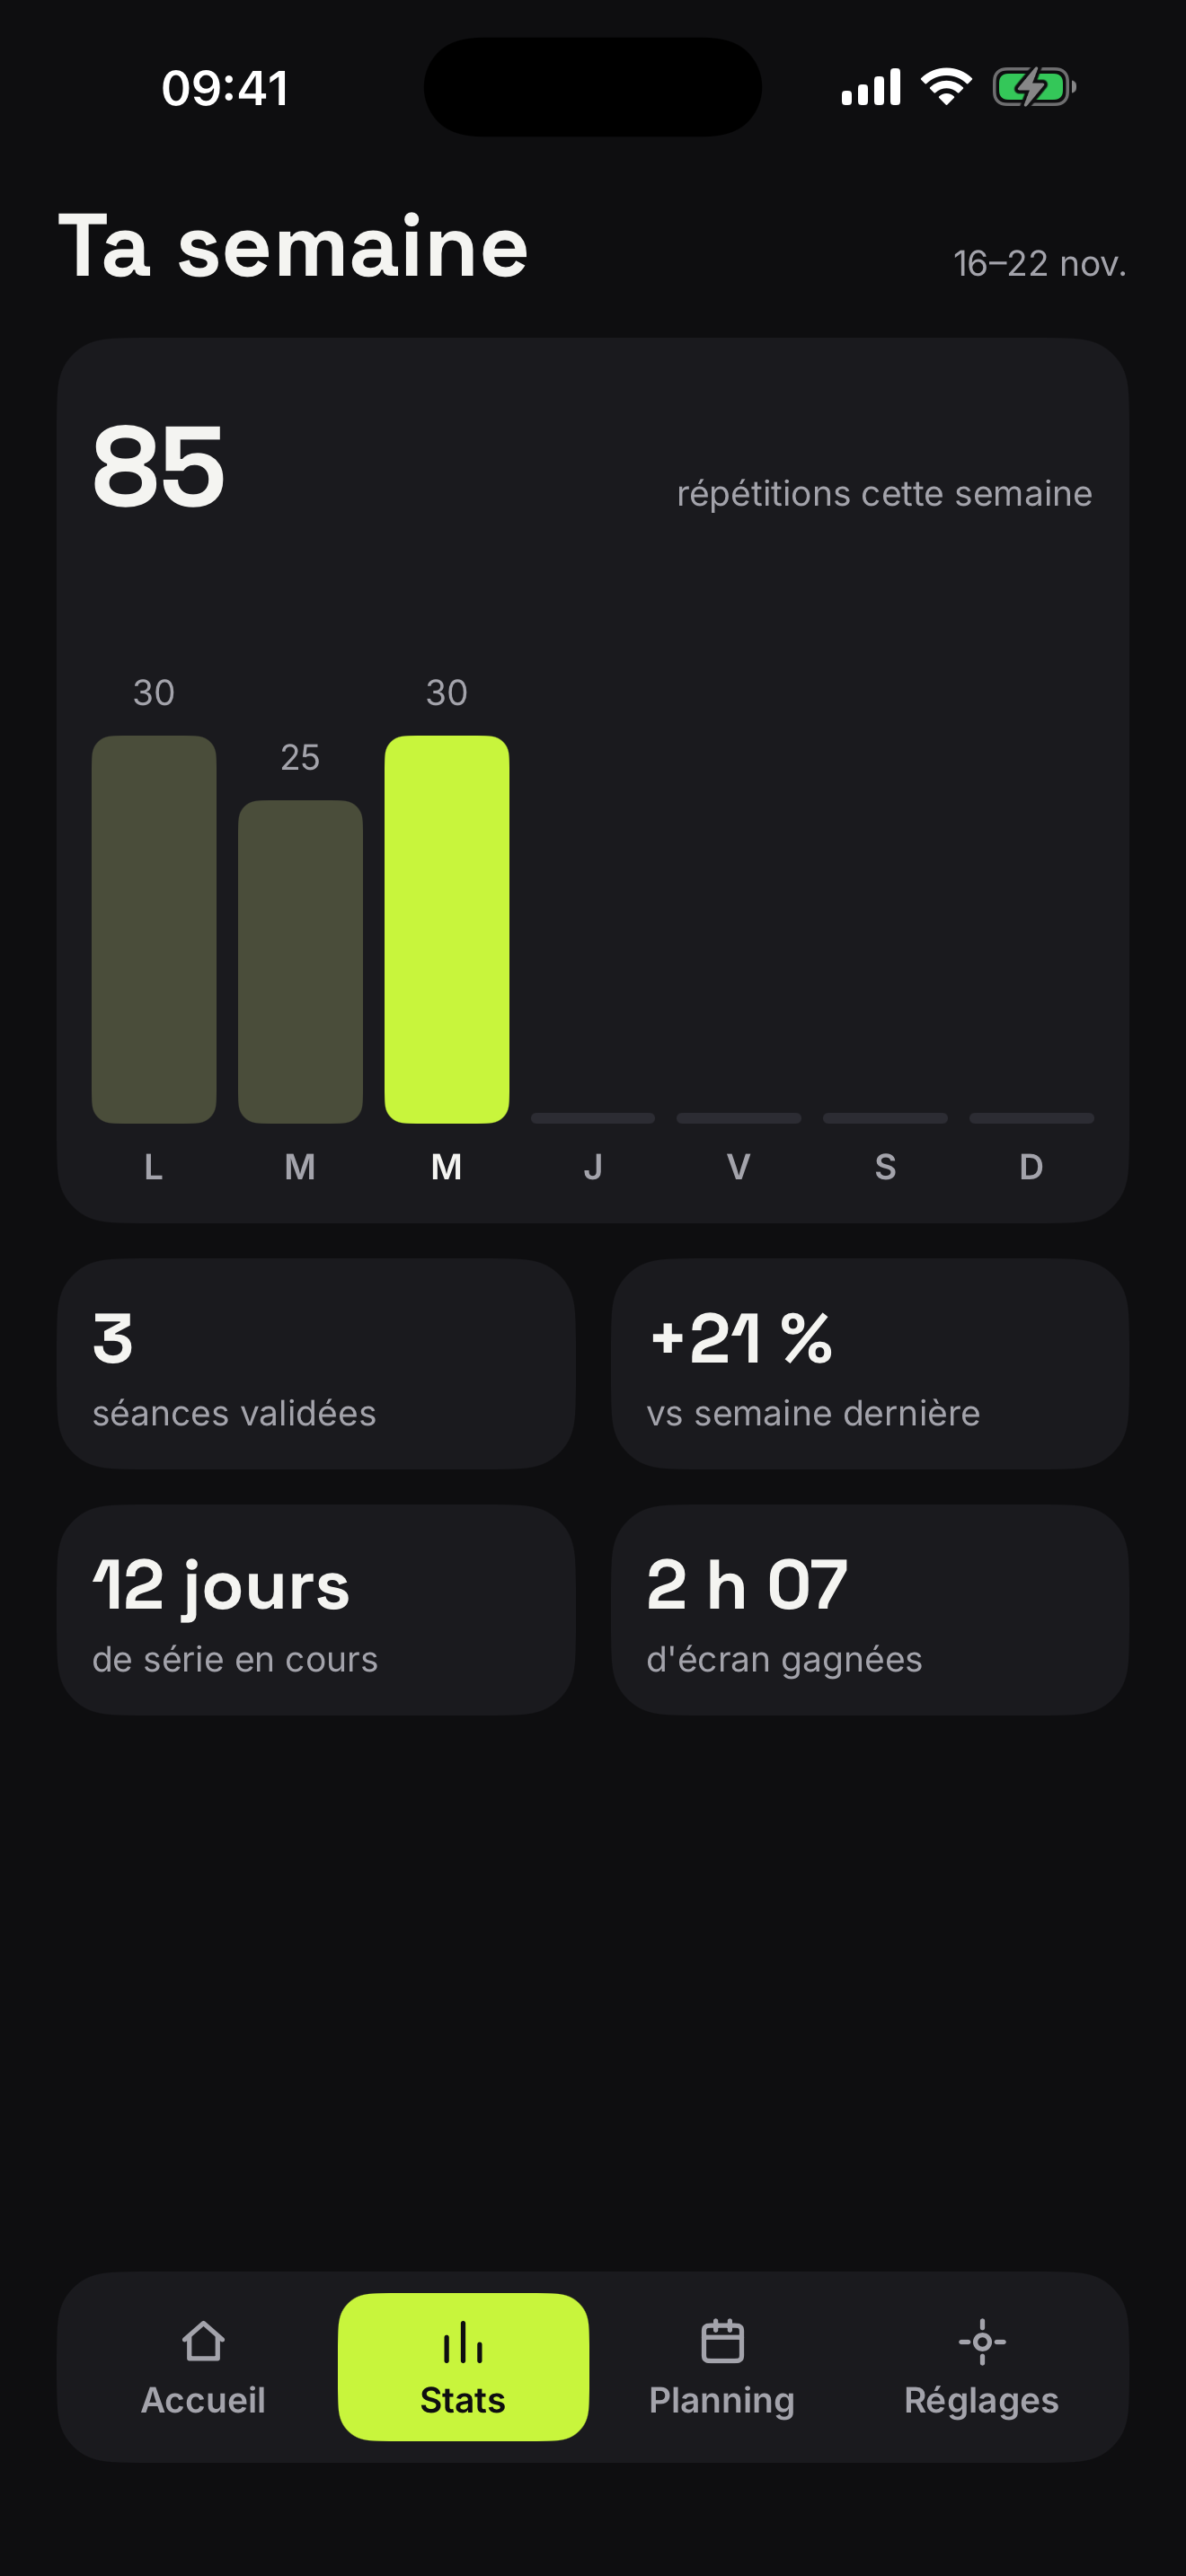 09:41
Ta semaine
16–22 nov.
85
répétitions cette semaine
30
25
30
L M M J V S D
3
séances validées
+21 %
vs semaine dernière
12 jours
de série en cours
2 h 07
d'écran gagnées
Accueil
Stats
Planning
Réglages